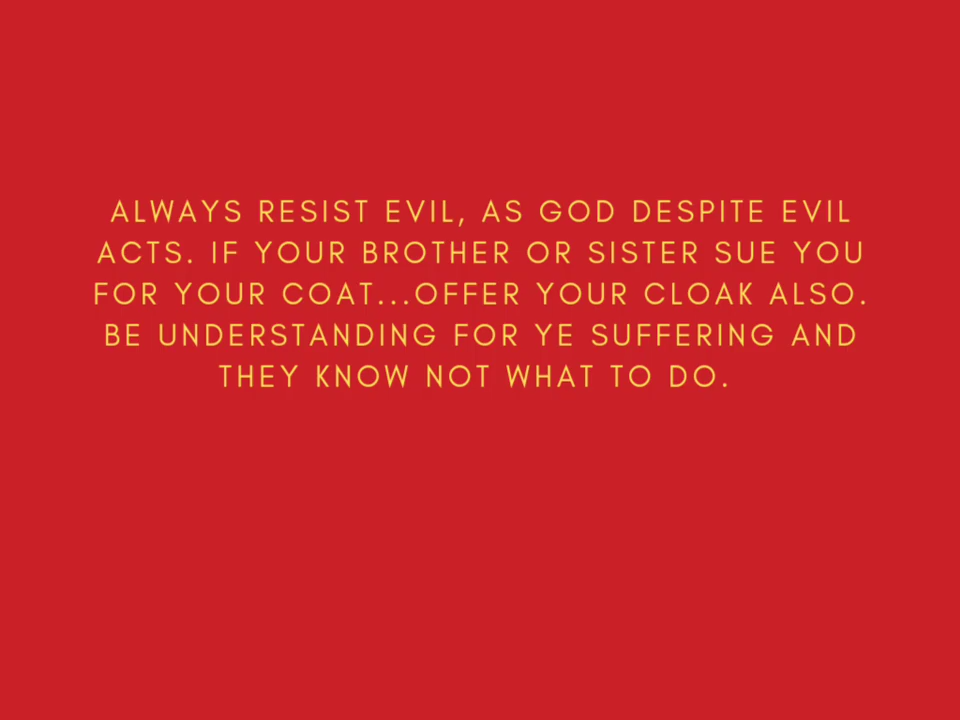 ALWAYS RESIST EVIL, AS GOD DESPITE EVIL
ACTS. IF YOUR BROTHER OR SISTER SUE YOU
FOR YOUR COAT...OFFER YOUR CLOAK ALSO.
BE UNDERSTANDING FOR YE SUFFERING AND
THEY KNOW NOT WHAT TO DO.